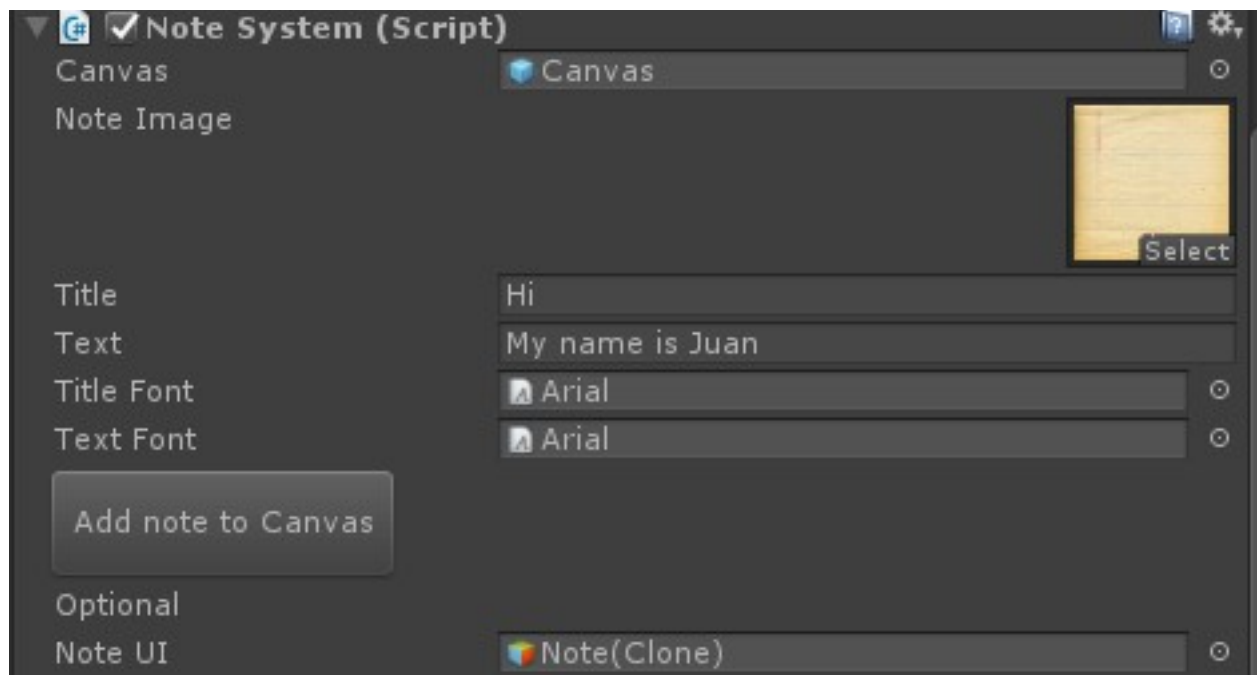 Note System (Script)
Canvas Canvas
Note Image
Select
Title Hi
Text My name is Juan
Title Font Arial
Text Font Arial
Add note to Canvas
Optional
Note UI Note(Clone)